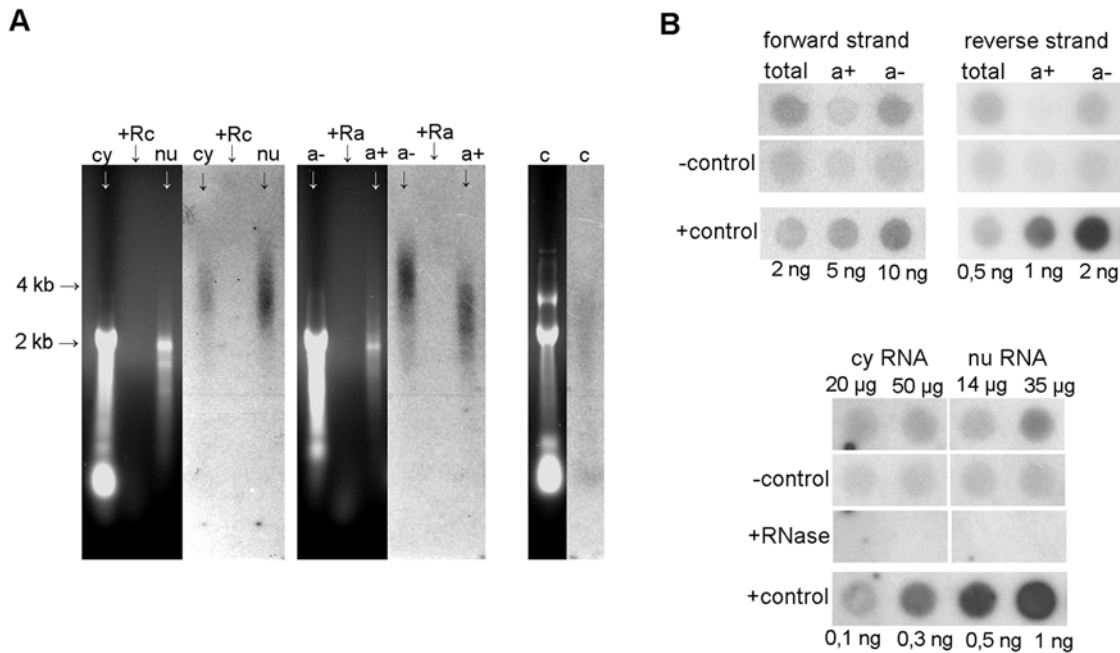 A
+Rc +Rc +Ra +Ra
cy ↓ nu cy ↓ nu a- ↓ a+ a- ↓ a+ c c
4 kb →
2 kb →
B
forward strand reverse strand
total a+ a- total a+ a-
-control
+control
2 ng 5 ng 10 ng 0,5 ng 1 ng 2 ng
cy RNA nu RNA
20 µg 50 µg 14 µg 35 µg
-control
+RNase
+control
0,1 ng 0,3 ng 0,5 ng 1 ng